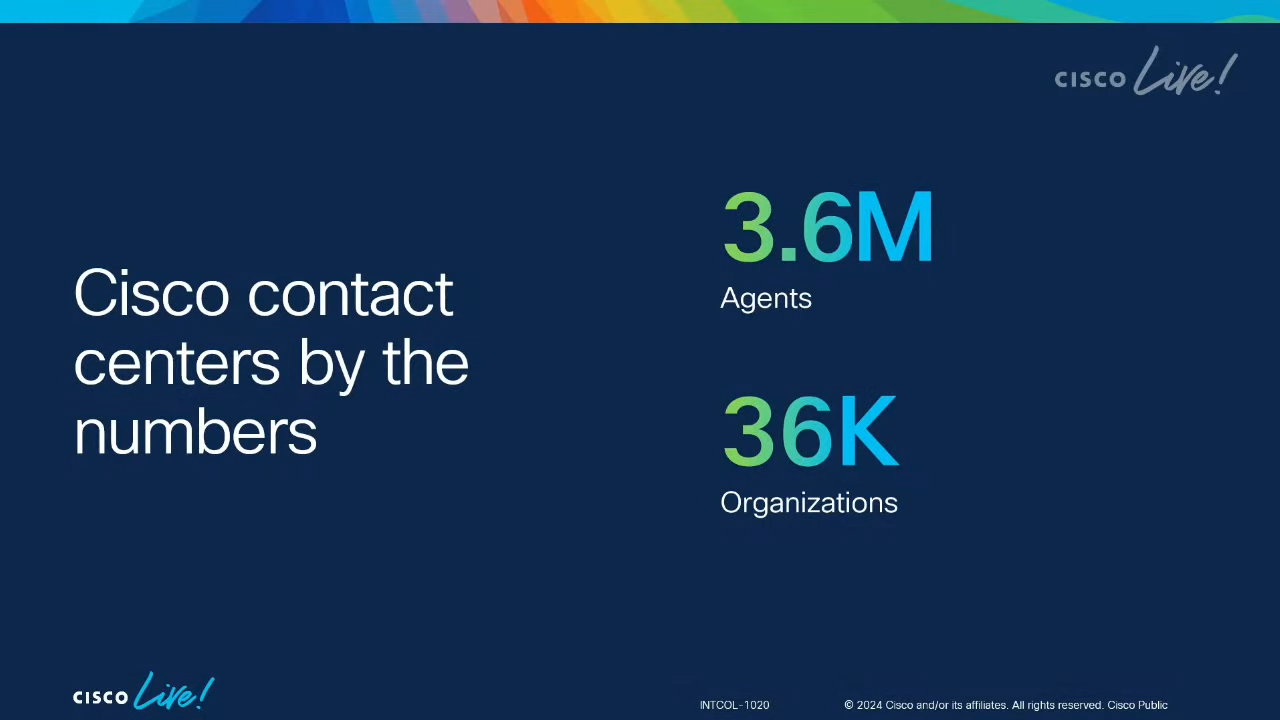 CISCO Live!
Cisco contact
centers by the
numbers
3.6M
Agents
36K
Organizations
CISCO Live!
INTCOL-1020
© 2024 Cisco and/or its affiliates. All rights reserved. Cisco Public